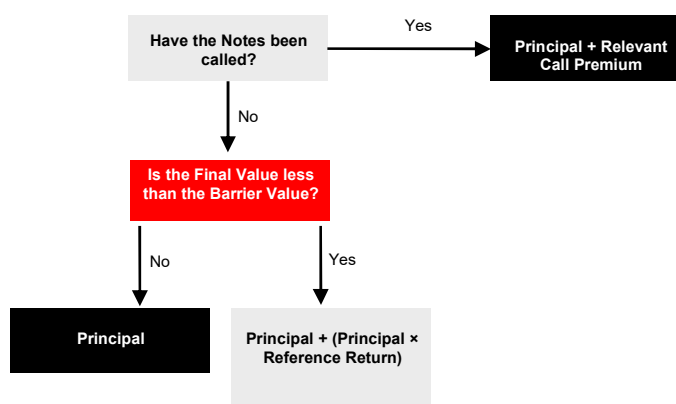 Have the Notes been
called?
Yes
Principal + Relevant
Call Premium
No
Is the Final Value less
than the Barrier Value?
No
Yes
Principal
Principal + (Principal ×
Reference Return)